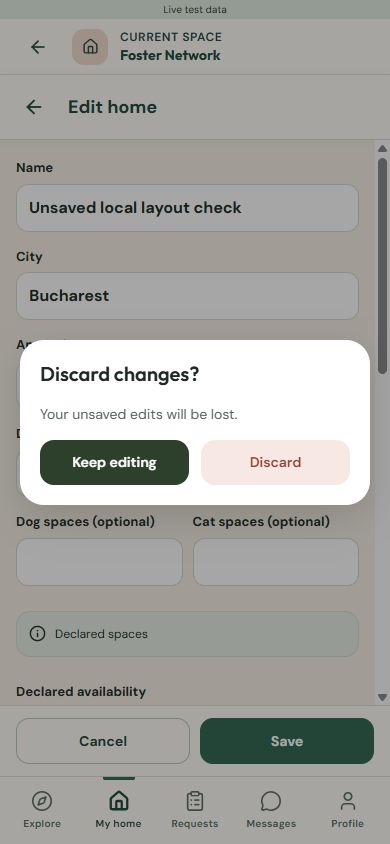 Live test data
CURRENT SPACE
Foster Network
Edit home
Name
Unsaved local layout check
City
Bucharest
Discard changes?
Your unsaved edits will be lost.
Keep editing
Discard
Dog spaces (optional)
Cat spaces (optional)
Declared spaces
Declared availability
Cancel
Save
Explore
My home
Requests
Messages
Profile